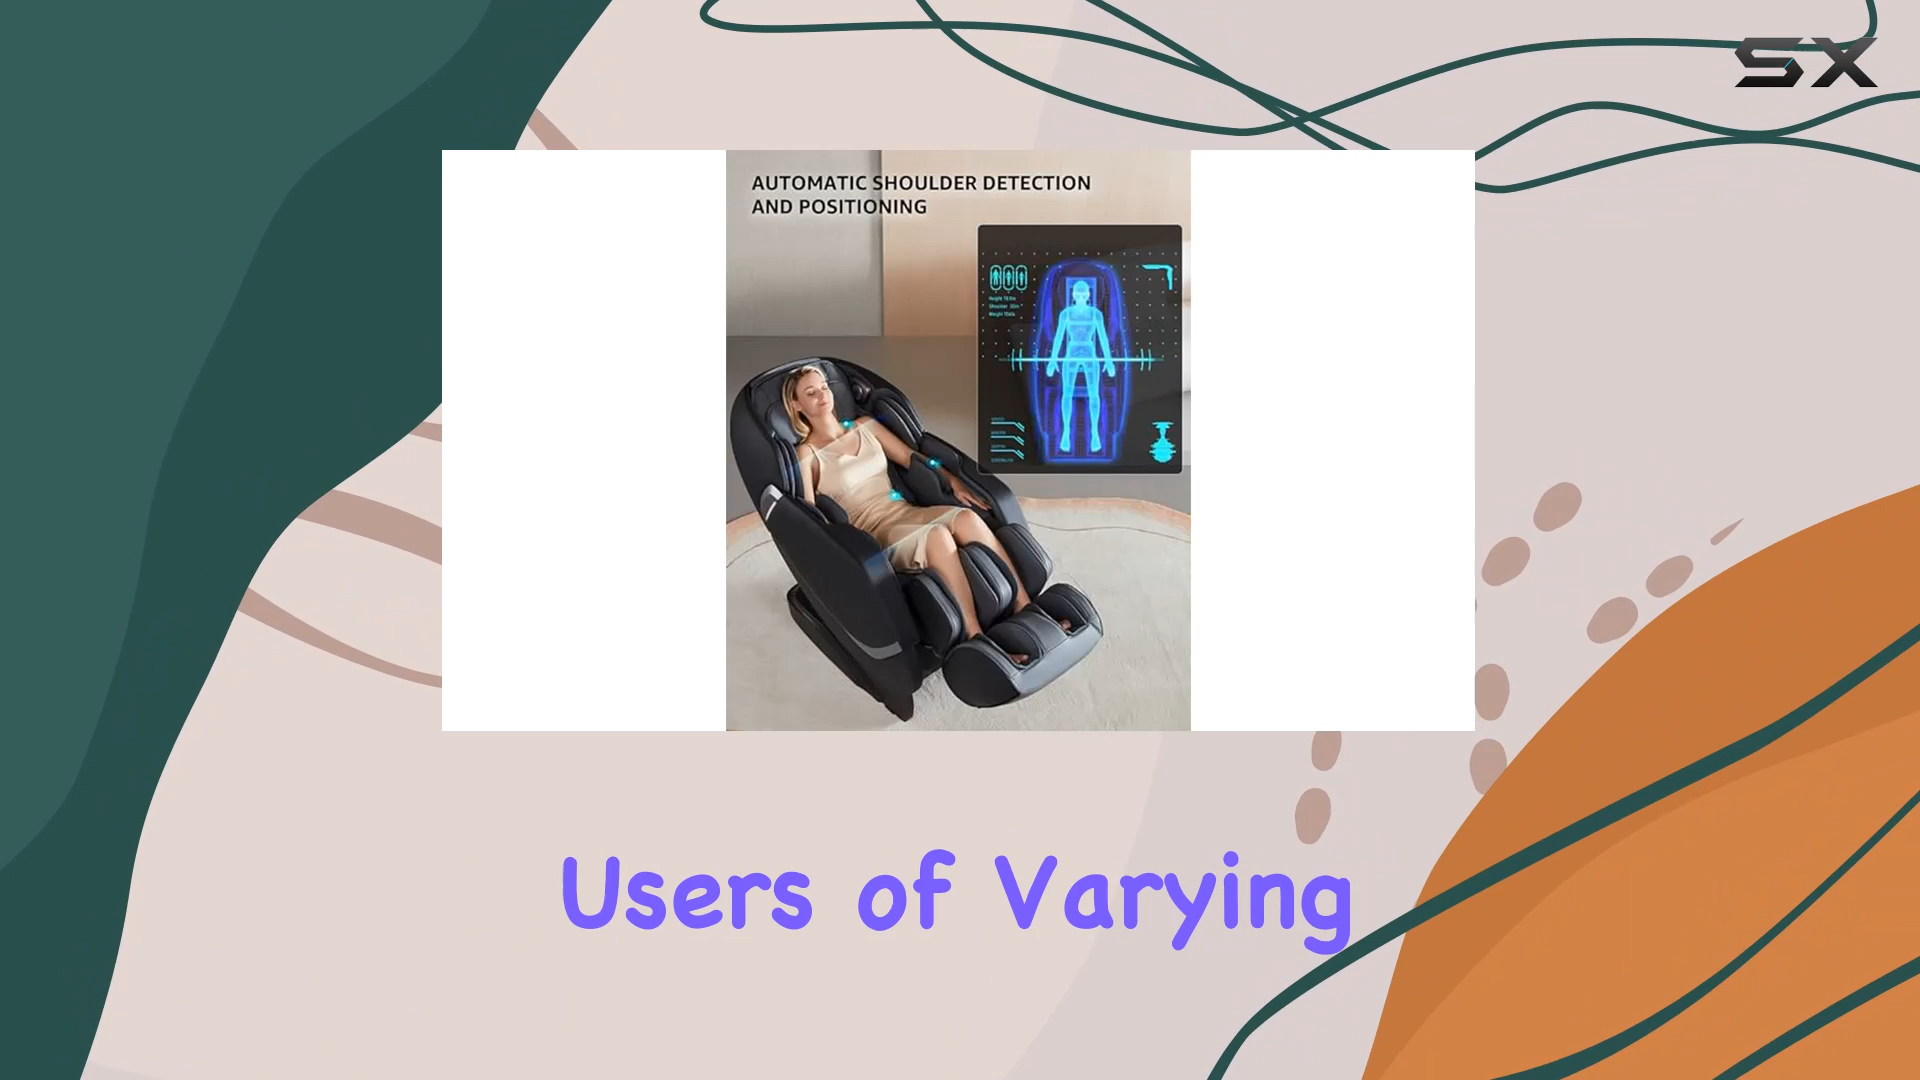 SX
AUTOMATIC SHOULDER DETECTION
AND POSITIONING
Users of Varying